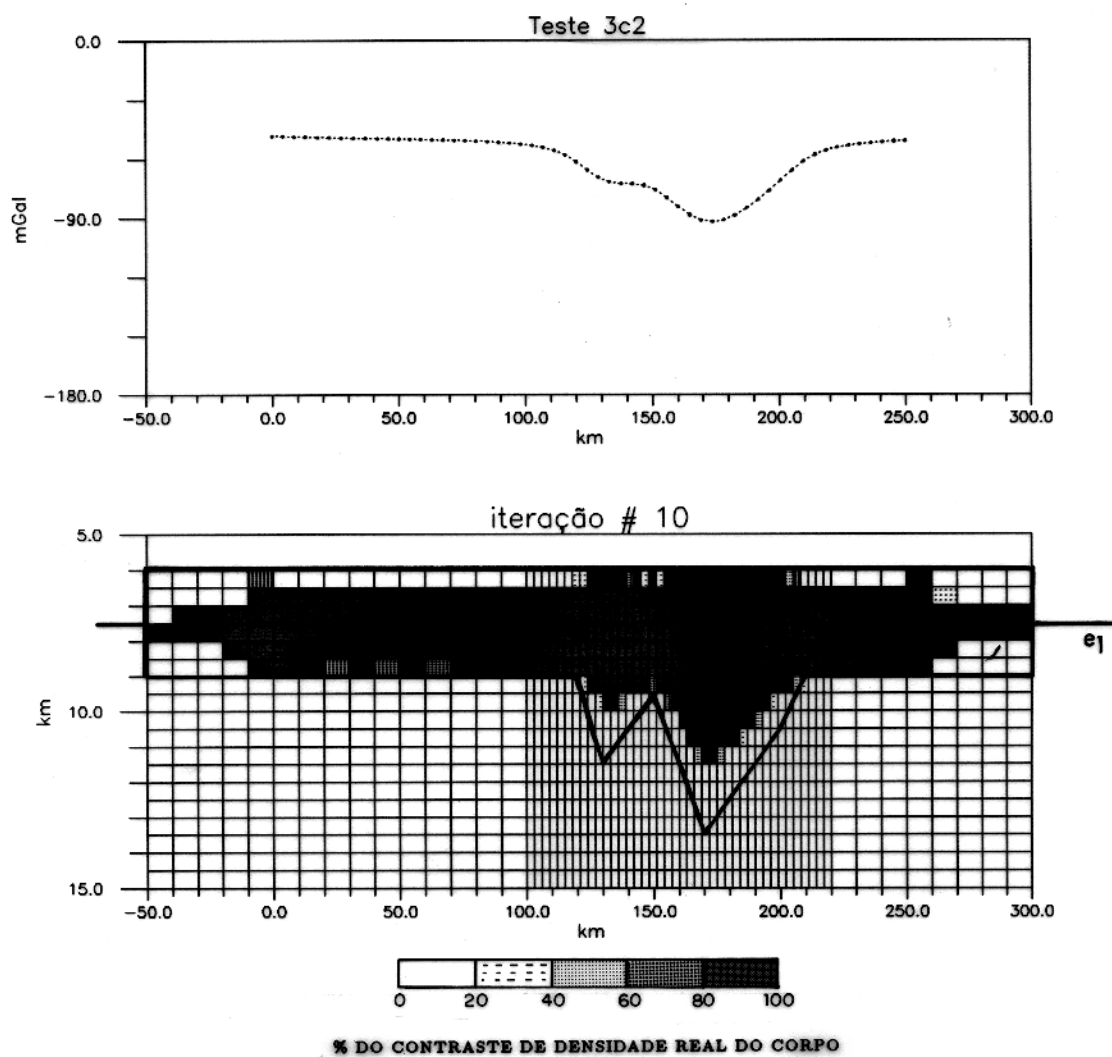 Teste 3c2
0.0
-90.0
-180.0
mGal
-50.0 0.0 50.0 100.0 150.0 200.0 250.0 300.0
km
iteração # 10
5.0
10.0
15.0
km
e1
-50.0 0.0 50.0 100.0 150.0 200.0 250.0 300.0
km
0 20 40 60 80 100
% DO CONTRASTE DE DENSIDADE REAL DO CORPO